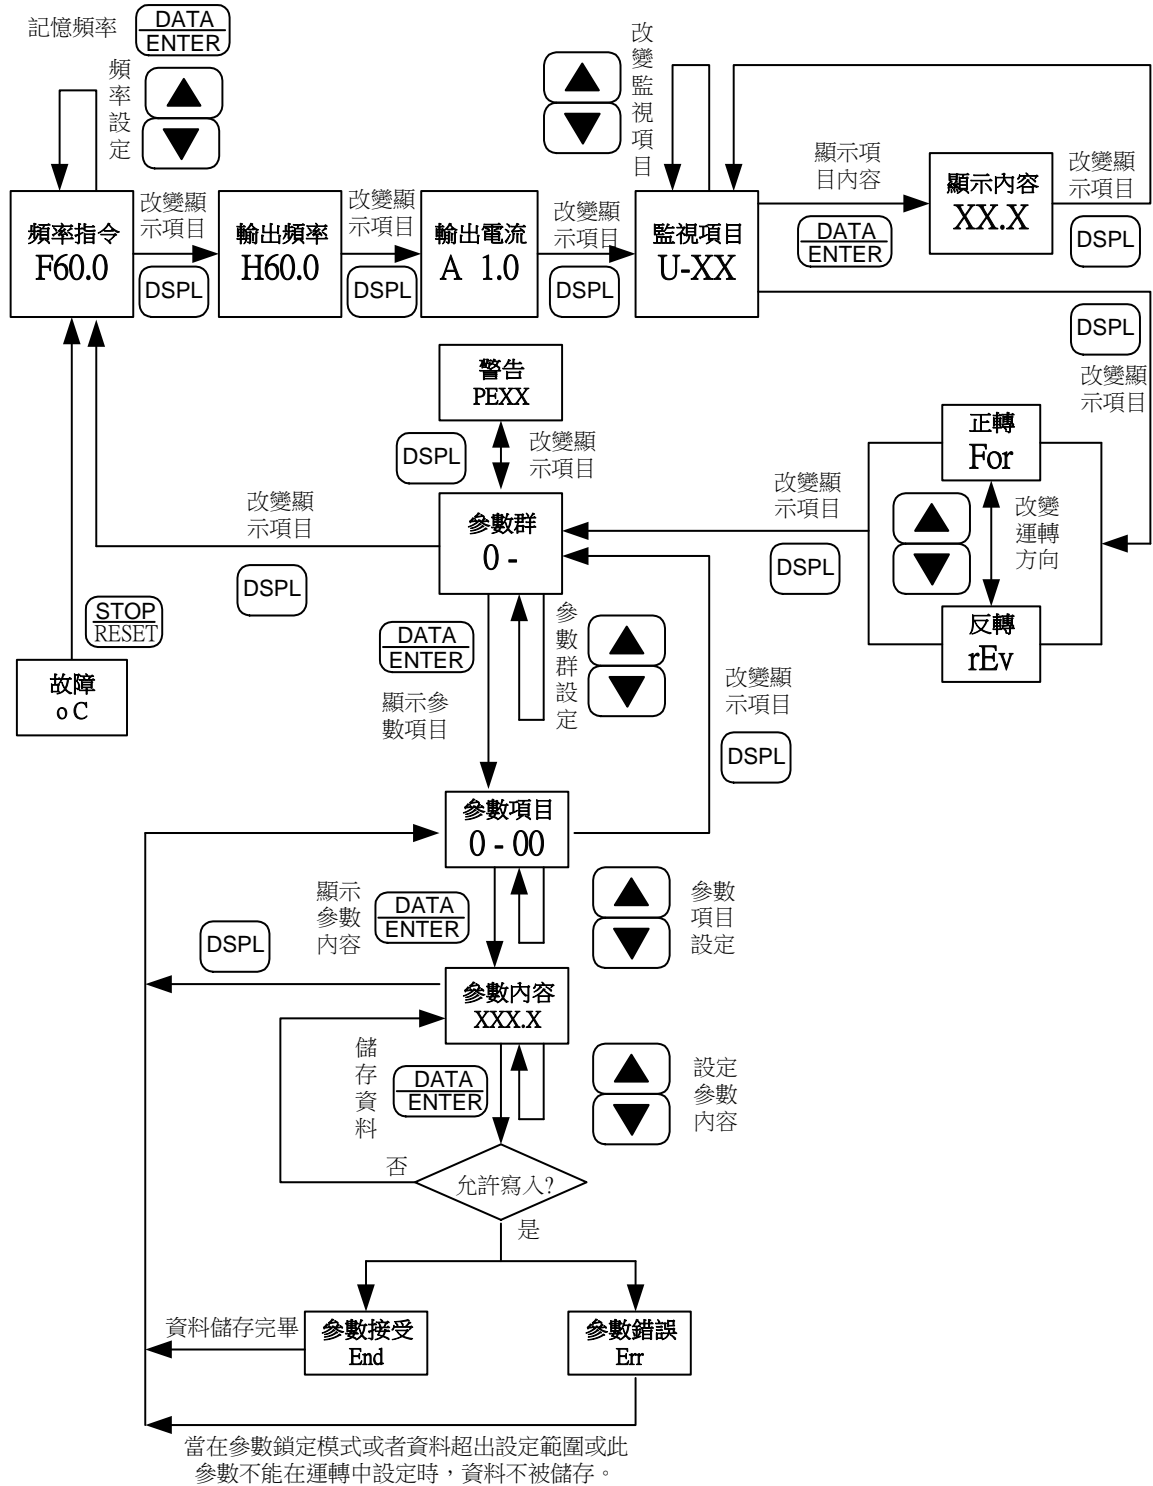 記憶頻率
DATA
ENTER
頻率設定
改變監視項目
頻率指令
F60.0
改變顯
示項目
DSPL
輸出頻率
H60.0
改變顯
示項目
DSPL
輸出電流
A 1.0
改變顯
示項目
DSPL
監視項目
U-XX
顯示項
目內容
DATA
ENTER
顯示內容
XX.X
改變顯
示項目
DSPL
DSPL
改變顯
示項目
警告
PEXX
DSPL
改變顯
示項目
正轉
For
改變
運轉
方向
反轉
rEv
改變顯
示項目
DSPL
參數群
0 -
改變顯
示項目
DSPL
STOP
RESET
故障
o C
DATA
ENTER
顯示參
數項目
參數群設定
改變顯
示項目
DSPL
參數項目
0 - 00
顯示
參數
內容
DATA
ENTER
參數
項目
設定
DSPL
參數內容
XXX.X
儲存資料
DATA
ENTER
設定
參數
內容
否
允許寫入?
是
資料儲存完畢
參數接受
End
參數錯誤
Err
當在參數鎖定模式或者資料超出設定範圍或此
參數不能在運轉中設定時，資料不被儲存。